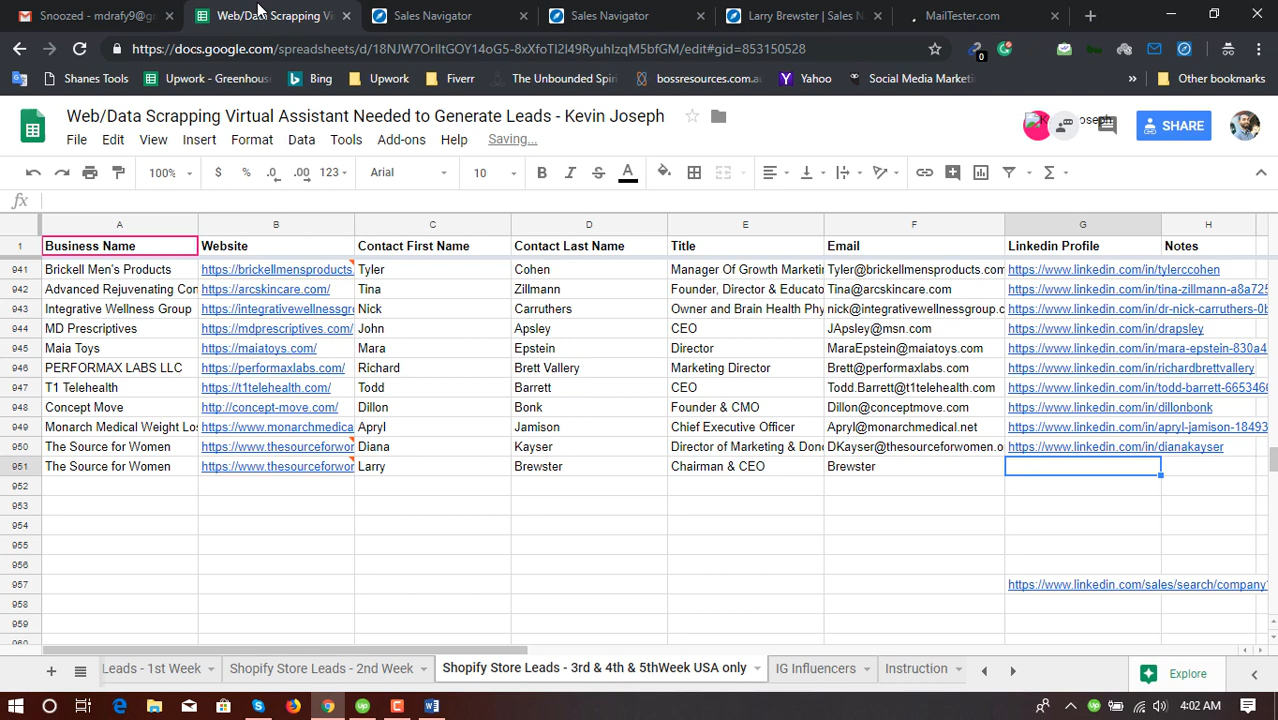 Snoozed - mdrafy9@g
Web/Data Scrapping Vi
Sales Navigator
Sales Navigator
Larry Brewster | Sales N
MailTester.com
https://docs.google.com/spreadsheets/d/18NJW7OrIltGOY14oG5-xXfoTl2l49RyuhlzqM5bfGM/edit#gid=853150528
0
Shanes Tools
Upwork - Greenhous
Bing
Upwork
Fiverr
The Unbounded Spiri
bossresources.com.au
Yahoo
Social Media Marketi
Other bookmarks
Web/Data Scrapping Virtual Assistant Needed to Generate Leads - Kevin Joseph
File Edit View Insert Format Data Tools Add-ons Help Saving...
SHARE
100% $ % .0 .00 123 Arial 10 B I S A
fx
A B C D E F G H
1 Business Name Website Contact First Name Contact Last Name Title Email Linkedin Profile Notes
941 Brickell Men's Products https://brickellmensproducts. Tyler Cohen Manager Of Growth Marketin Tyler@brickellmensproducts.com https://www.linkedin.com/in/tylerccohen
942 Advanced Rejuvenating Con https://arcskincare.com/ Tina Zillmann Founder, Director & Educato Tina@arcskincare.com https://www.linkedin.com/in/tina-zillmann-a8a725
943 Integrative Wellness Group https://integrativewellnessgr Nick Carruthers Owner and Brain Health Phy nick@integrativewellnessgroup.c https://www.linkedin.com/in/dr-nick-carruthers-0b
944 MD Prescriptives https://mdprescriptives.com/ John Apsley CEO JApsley@msn.com https://www.linkedin.com/in/drapsley
945 Maia Toys https://maiatoys.com/ Mara Epstein Director MaraEpstein@maiatoys.com https://www.linkedin.com/in/mara-epstein-830a4
946 PERFORMAX LABS LLC https://performaxlabs.com/ Richard Brett Vallery Marketing Director Brett@performaxlabs.com https://www.linkedin.com/in/richardbrettvallery
947 T1 Telehealth https://t1telehealth.com/ Todd Barrett CEO Todd.Barrett@t1telehealth.com https://www.linkedin.com/in/todd-barrett-6653466
948 Concept Move http://concept-move.com/ Dillon Bonk Founder & CMO Dillon@conceptmove.com https://www.linkedin.com/in/dillonbonk
949 Monarch Medical Weight Los https://www.monarchmedica Apryl Jamison Chief Executive Officer Apryl@monarchmedical.net https://www.linkedin.com/in/apryl-jamison-18493
950 The Source for Women https://www.thesourceforwor Diana Kayser Director of Marketing & Dono DKayser@thesourceforwomen.o https://www.linkedin.com/in/dianakayser
951 The Source for Women https://www.thesourceforwor Larry Brewster Chairman & CEO Brewster
952
953
954
955
956
957 https://www.linkedin.com/sales/search/company?
958
959
960
Leads - 1st Week
Shopify Store Leads - 2nd Week
Shopify Store Leads - 3rd & 4th & 5thWeek USA only
IG Influencers
Instruction
Explore
4:02 AM